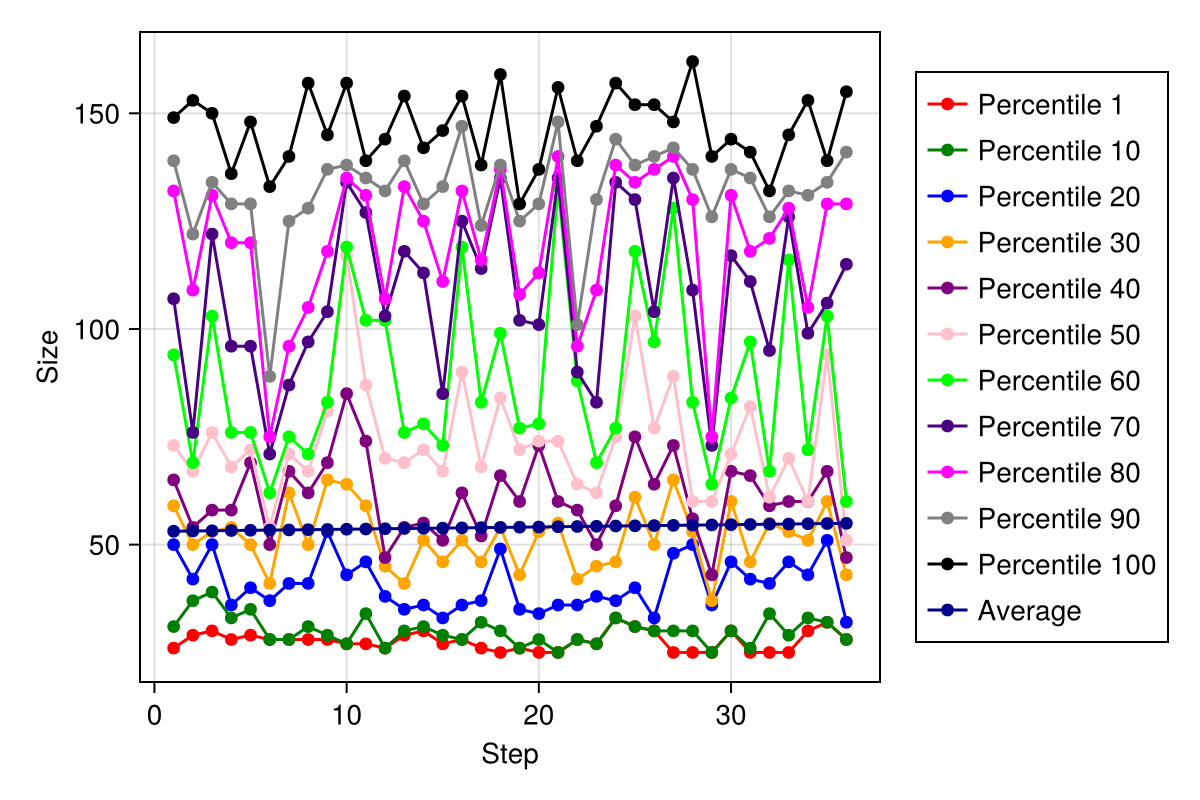 150
100
50
Size
0
10
20
30
Step
Percentile 1
Percentile 10
Percentile 20
Percentile 30
Percentile 40
Percentile 50
Percentile 60
Percentile 70
Percentile 80
Percentile 90
Percentile 100
Average